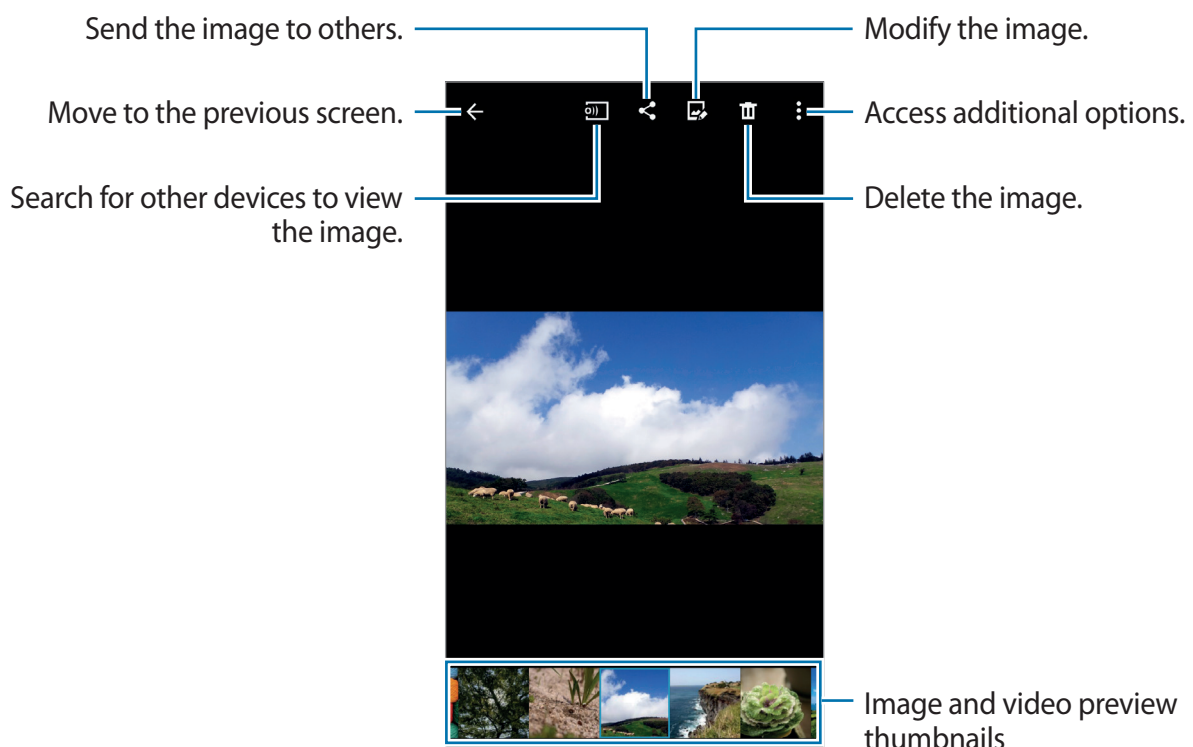 Send the image to others.
Modify the image.
Move to the previous screen.
Access additional options.
Search for other devices to view
the image.
Delete the image.
Image and video preview
thumbnails